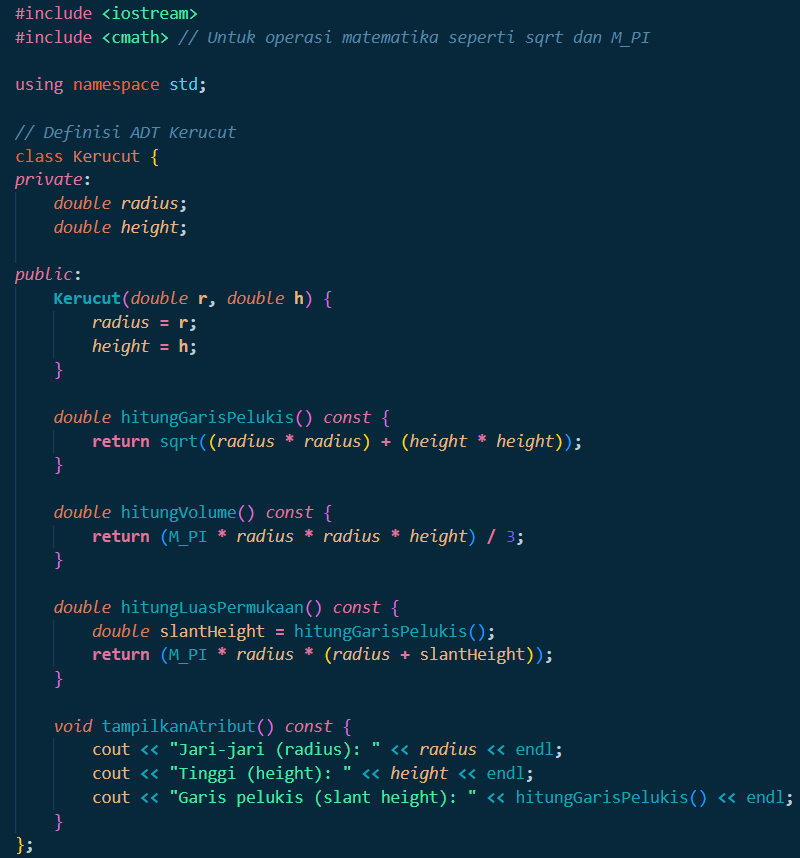 #include <iostream>
#include <cmath> // Untuk operasi matematika seperti sqrt dan M_PI
using namespace std;
// Definisi ADT Kerucut
class Kerucut {
private:
    double radius;
    double height;
public:
    Kerucut(double r, double h) {
        radius = r;
        height = h;
    }
    double hitungGarisPelukis() const {
        return sqrt((radius * radius) + (height * height));
    }
    double hitungVolume() const {
        return (M_PI * radius * radius * height) / 3;
    }
    double hitungLuasPermukaan() const {
        double slantHeight = hitungGarisPelukis();
        return (M_PI * radius * (radius + slantHeight));
    }
    void tampilkanAtribut() const {
        cout << "Jari-jari (radius): " << radius << endl;
        cout << "Tinggi (height): " << height << endl;
        cout << "Garis pelukis (slant height): " << hitungGarisPelukis() << endl;
    }
};